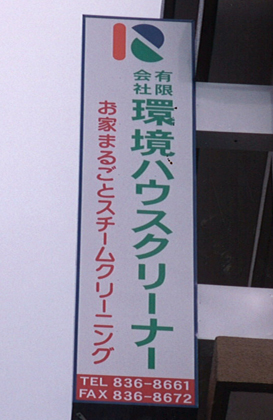 有限会社
環境ハウスクリーナー
お家まるごとスチームクリーニング
TEL 836-8661
FAX 836-8672